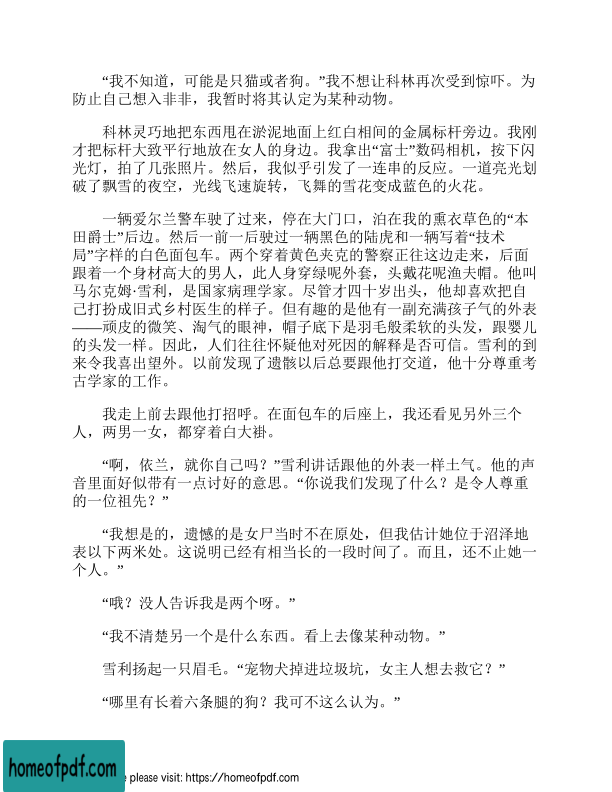 “我不知道，可能是只猫或者狗。”我不想让科林再次受到惊吓。为
防止自己想入非非，我暂时将其认定为某种动物。
科林灵巧地把东西甩在淤泥地面上红白相间的金属标杆旁边。我刚
才把标杆大致平行地放在女人的身边。我拿出“富士”数码相机，按下闪
光灯，拍了几张照片。然后，我似乎引发了一连串的反应。一道亮光划
破了飘雪的夜空，光线飞速旋转，飞舞的雪花变成蓝色的火花。
一辆爱尔兰警车驶了过来，停在大门口，泊在我的熏衣草色的“本
田爵士”后边。然后一前一后驶过一辆黑色的陆虎和一辆写着“技术
局”字样的白色面包车。两个穿着黄色夹克的警察正往这边走来，后面
跟着一个身材高大的男人，此人身穿绿呢外套，头戴花呢渔夫帽。他叫
马尔克姆·雪利，是国家病理学家。尽管才四十岁出头，他却喜欢把自
己打扮成旧式乡村医生的样子。但有趣的是他有一副充满孩子气的外表
——顽皮的微笑、淘气的眼神，帽子底下是羽毛般柔软的头发，跟婴儿
的头发一样。因此，人们往往怀疑他对死因的解释是否可信。雪利的到
来令我喜出望外。以前发现了遗骸以后总要跟他打交道，他十分尊重考
古学家的工作。
我走上前去跟他打招呼。在面包车的后座上，我还看见另外三个
人，两男一女，都穿着白大褂。
“啊，依兰，就你自己吗？”雪利讲话跟他的外表一样土气。他的声
音里面好似带有一点讨好的意思。“你说我们发现了什么？是令人尊重
的一位祖先？”
“我想是的，遗憾的是女尸当时不在原处，但我估计她位于沼泽地
表以下两米处。这说明已经有相当长的一段时间了。而且，还不止她一
个人。”
“哦？没人告诉我是两个呀。”
“我不清楚另一个是什么东西。看上去像某种动物。”
雪利扬起一只眉毛。“宠物犬掉进垃圾坑，女主人想去救它？”
“哪里有长着六条腿的狗？我可不这么认为。”
homeofpdf.com
e please visit: https://homeofpdf.com